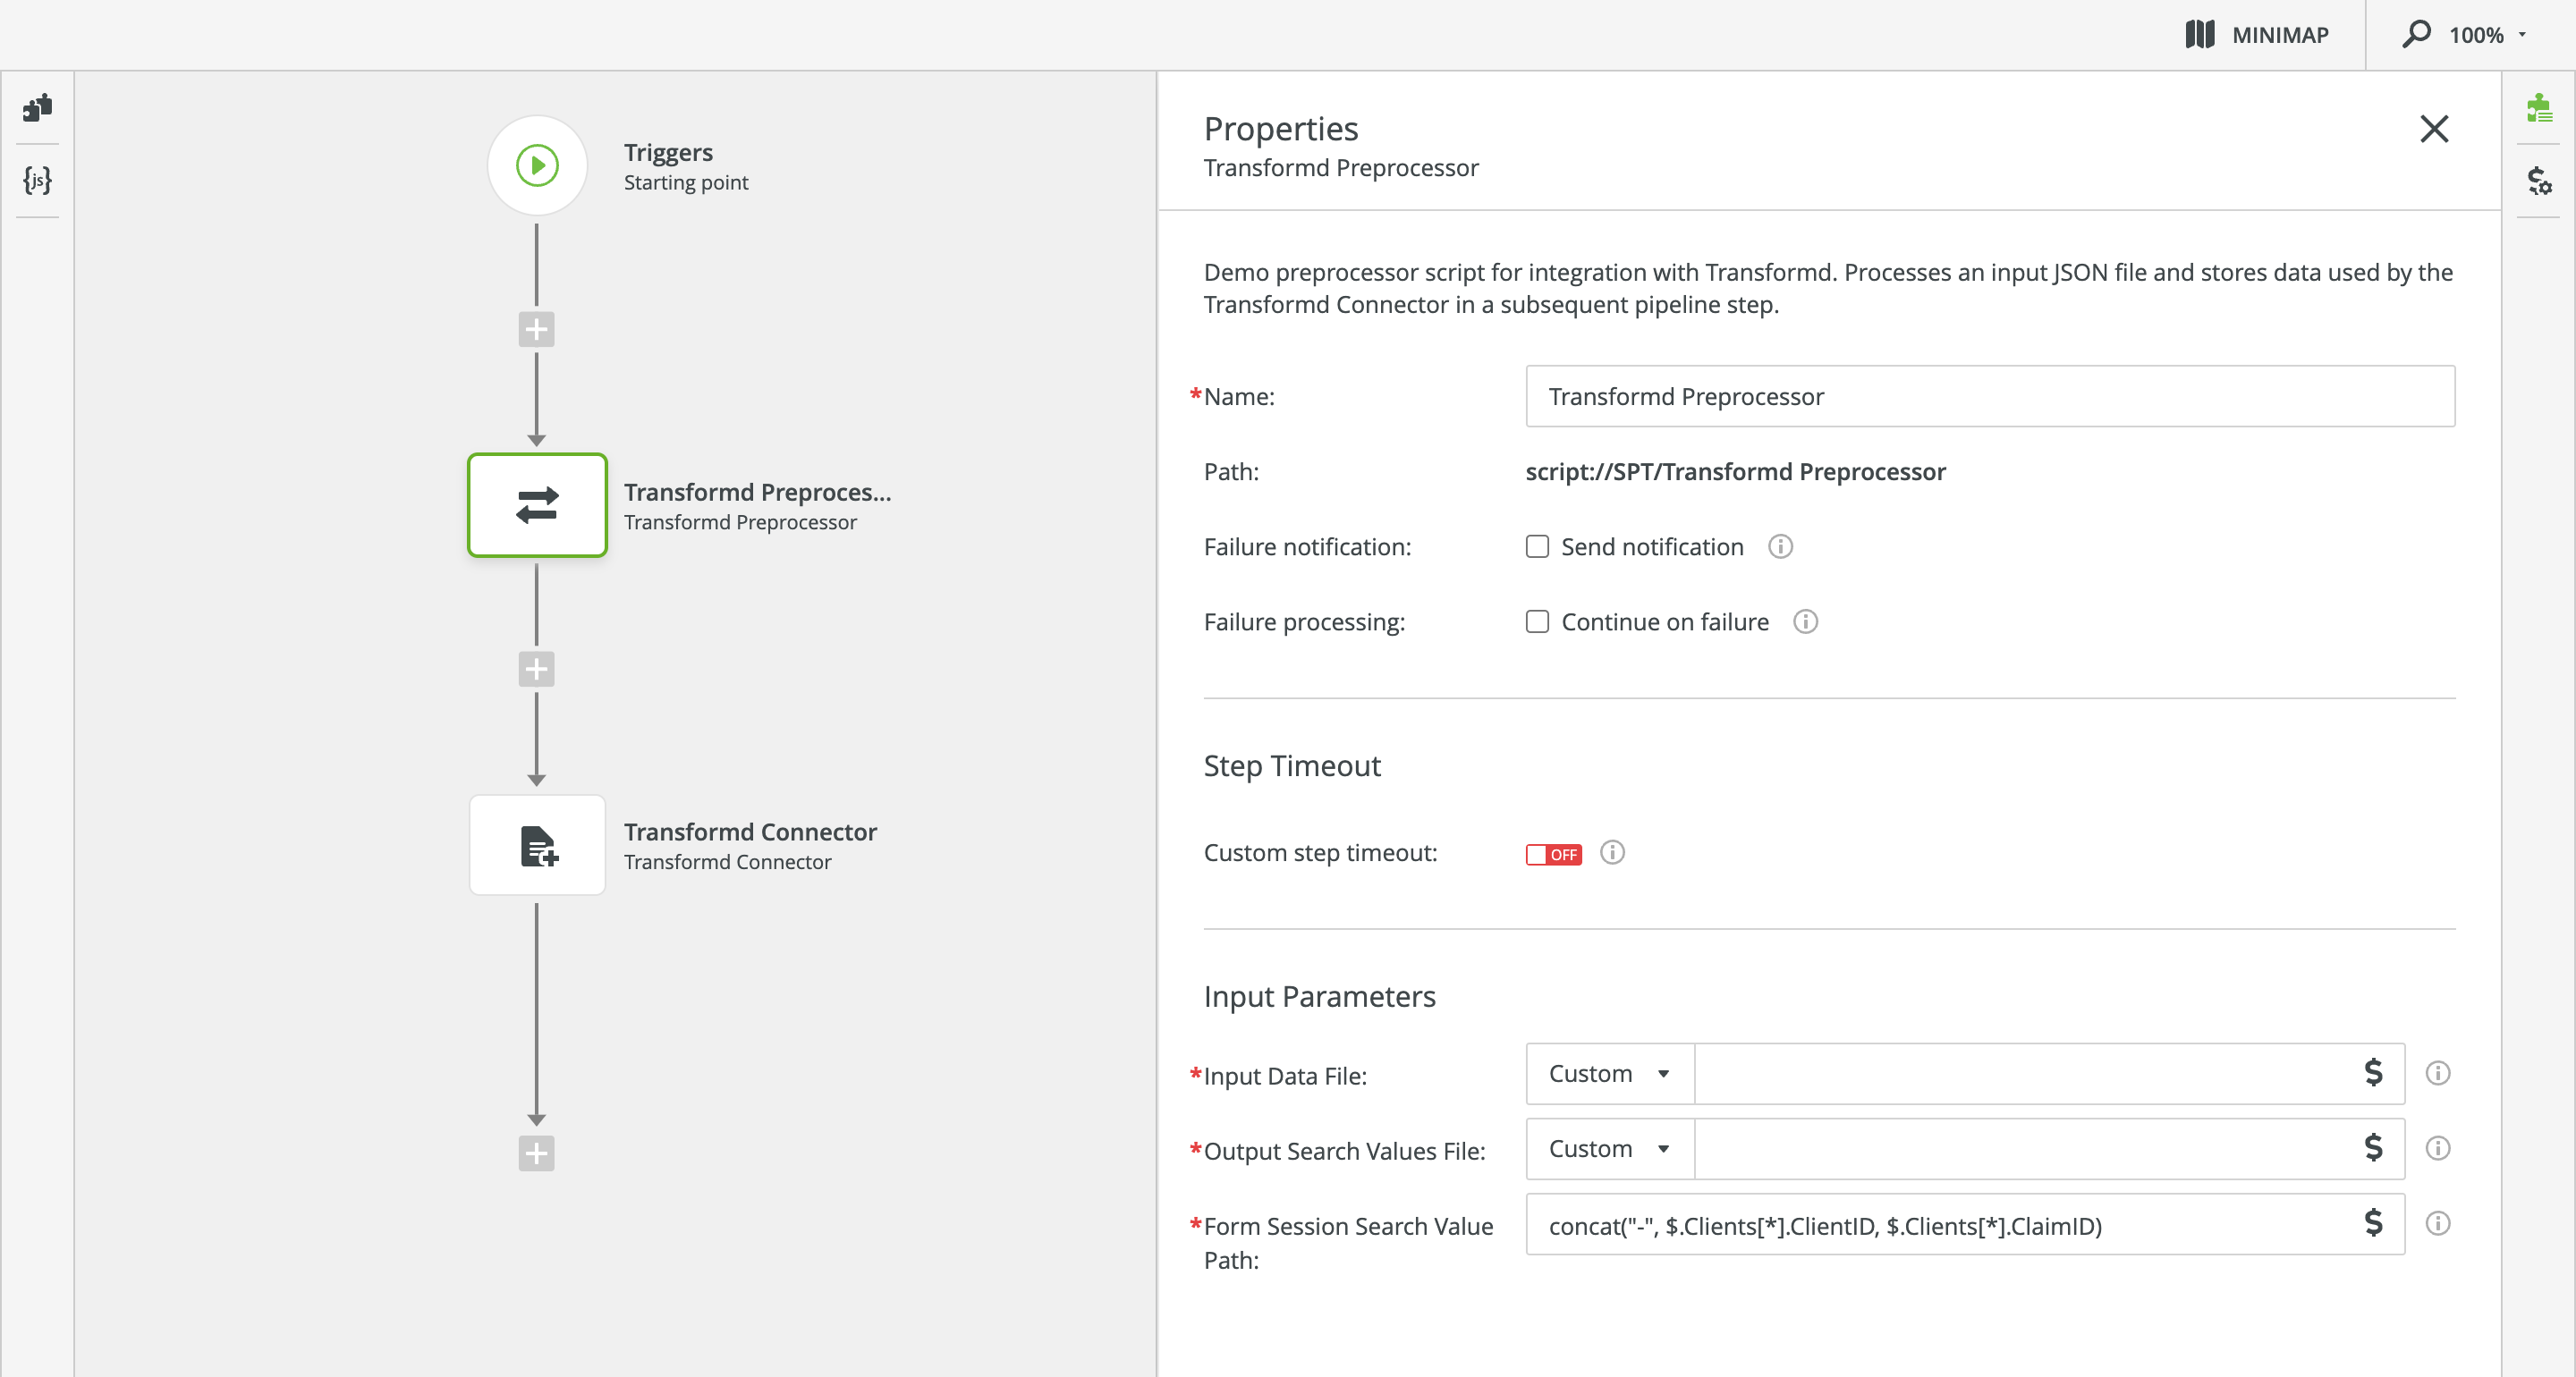 MINIMAP
100%
{js}
Triggers
Starting point
Transformd Preproces...
Transformd Preprocessor
Transformd Connector
Transformd Connector
Properties
Transformd Preprocessor
Demo preprocessor script for integration with Transformd. Processes an input JSON file and stores data used by the
Transformd Connector in a subsequent pipeline step.
*Name:
Transformd Preprocessor
Path:
script://SPT/Transformd Preprocessor
Failure notification:
Send notification
Failure processing:
Continue on failure
Step Timeout
Custom step timeout:
OFF
Input Parameters
*Input Data File:
Custom
$
*Output Search Values File:
Custom
$
*Form Session Search Value
Path:
concat("-", $.Clients[*].ClientID, $.Clients[*].ClaimID)
$